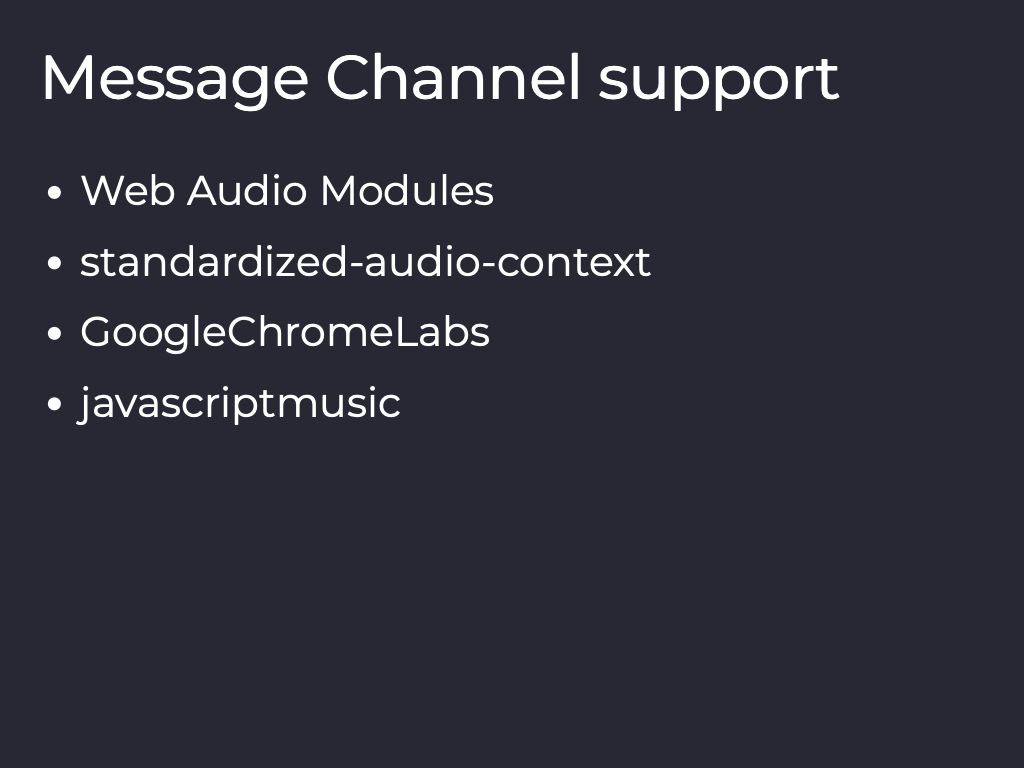 Message Channel support
• Web Audio Modules
• standardized-audio-context
• GoogleChromeLabs
• javascriptmusic